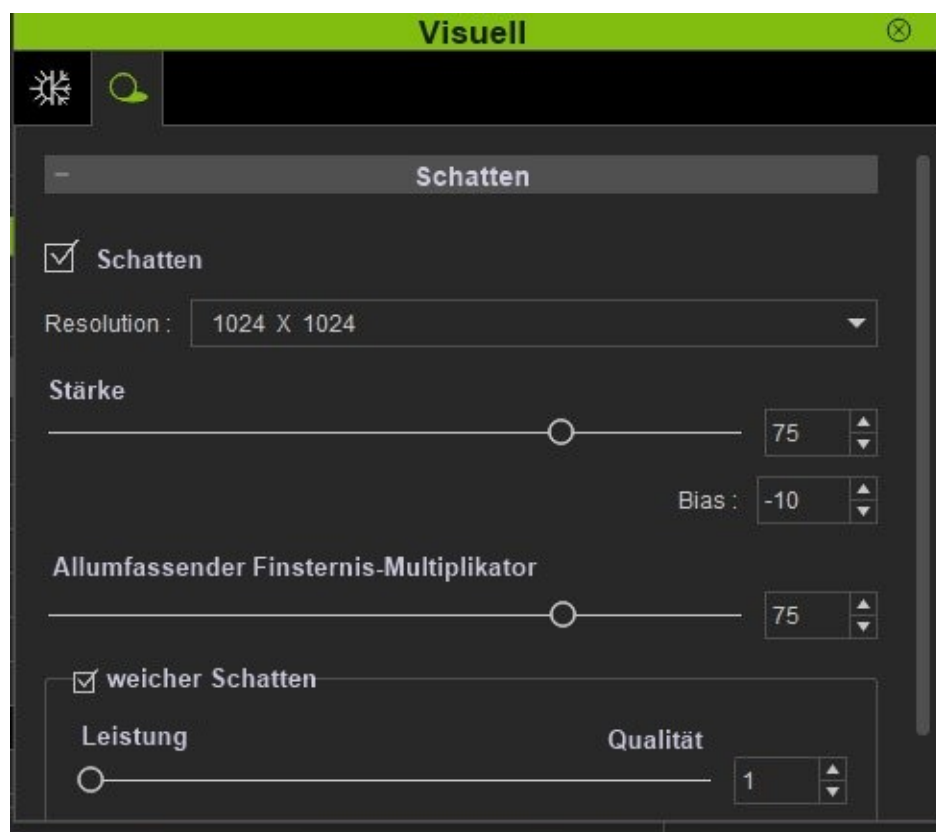 Visuell
Schatten
Schatten
Resolution : 1024 X 1024
Stärke
75
Bias : -10
Allumfassender Finsternis-Multiplikator
75
weicher Schatten
Leistung Qualität
1